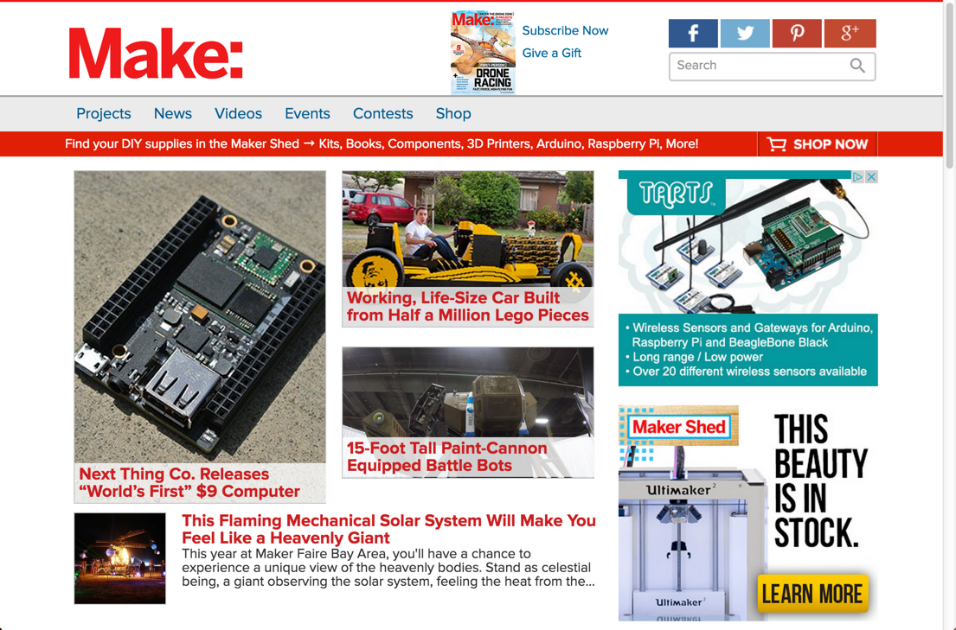 Make:
Make:
DRONE
RACING
Subscribe Now
Give a Gift
f
g+
Search
Projects News Videos Events Contests Shop
Find your DIY supplies in the Maker Shed → Kits, Books, Components, 3D Printers, Arduino, Raspberry Pi, More!
SHOP NOW
Next Thing Co. Releases
“World’s First” $9 Computer
Working, Life-Size Car Built
from Half a Million Lego Pieces
15-Foot Tall Paint-Cannon
Equipped Battle Bots
This Flaming Mechanical Solar System Will Make You
Feel Like a Heavenly Giant
This year at Maker Faire Bay Area, you'll have a chance to
experience a unique view of the heavenly bodies. Stand as celestial
being, a giant observing the solar system, feeling the heat from the...
TARTS
• Wireless Sensors and Gateways for Arduino,
Raspberry Pi and BeagleBone Black
• Long range / Low power
• Over 20 different wireless sensors available
Maker Shed
Ultimaker²
Ultimaker²
THIS
BEAUTY
IS IN
STOCK.
LEARN MORE